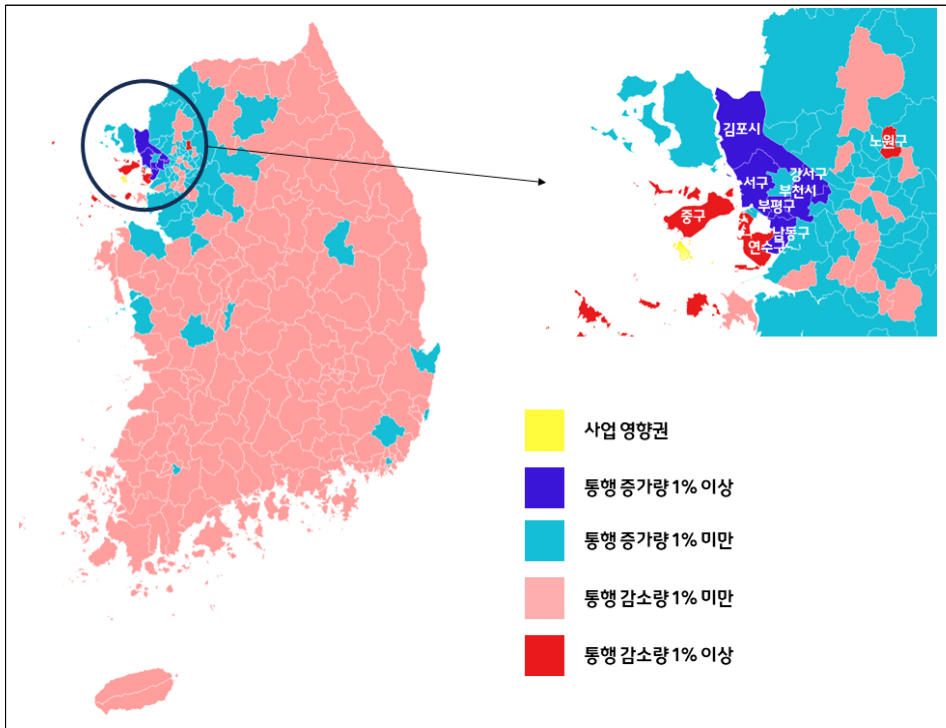 김포시
노원구
강서구
서구
부천시
부평구
중구
남동구
연수구
사업 영향권
통행 증가량 1% 이상
통행 증가량 1% 미만
통행 감소량 1% 미만
통행 감소량 1% 이상